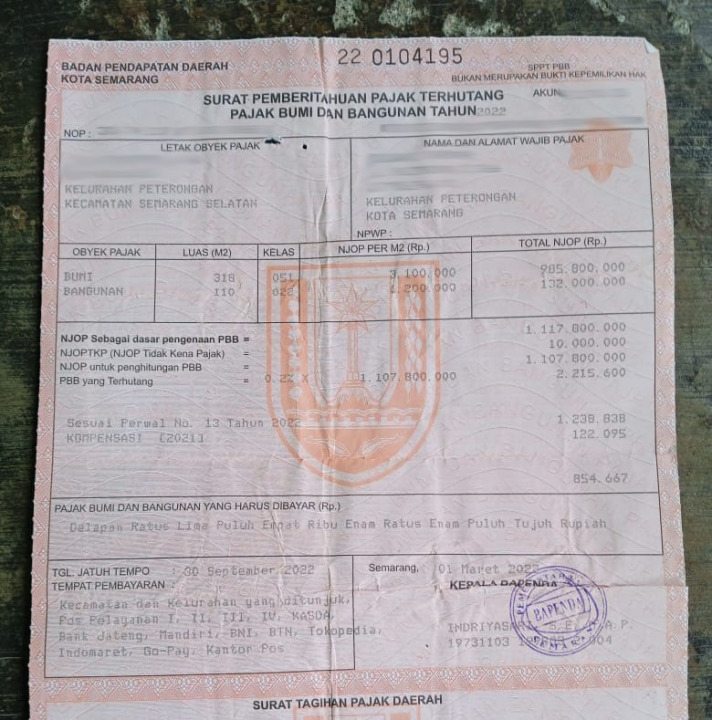 22 0104195
BADAN PENDAPATAN DAERAH
KOTA SEMARANG
SPPT PBB
BUKAN MERUPAKAN BUKTI KEPEMILIKAN HAK
SURAT PEMBERITAHUAN PAJAK TERHUTANG
PAJAK BUMI DAN BANGUNAN TAHUN 2022
AKUN
NOP :
LETAK OBYEK PAJAK
NAMA DAN ALAMAT WAJIB PAJAK
KELURAHAN PETERONGAN
KECAMATAN SEMARANG SELATAN
KELURAHAN PETERONGAN
KOTA SEMARANG
NPWP :
OBYEK PAJAK LUAS (M2) KELAS NJOP PER M2 (Rp.) TOTAL NJOP (Rp.)
BUMI 318 051 3.100.000 985.800.000
BANGUNAN 110 022 1.200.000 132.000.000
NJOP Sebagai dasar pengenaan PBB = 1.117.800.000
NJOPTKP (NJOP Tidak Kena Pajak) = 10.000.000
NJOP untuk penghitungan PBB = 1.107.800.000
PBB yang Terhutang = 0.2% X 1.107.800.000 2.215.600
Sesuai Perwal No. 13 Tahun 2022 1.238.838
KOMPENSASI [2021] 122.095
854.667
PAJAK BUMI DAN BANGUNAN YANG HARUS DIBAYAR (Rp.)
Delapan Ratus Lima Puluh Empat Ribu Enam Ratus Enam Puluh Tujuh Rupiah
TGL. JATUH TEMPO : 30 September 2022
TEMPAT PEMBAYARAN :
Kecamatan dan Kelurahan yang ditunjuk,
Pos Pelayanan I, II, III, IV, KASDA,
Bank Jateng, Mandiri, BNI, BTN, Tokopedia,
Indomaret, Go-Pay, Kantor Pos
Semarang, 01 Maret 2022
KEPALA BAPENDA
BAPENDA
SEMA
INDRIYASARI, S.E.
19731103
SURAT TAGIHAN PAJAK DAERAH